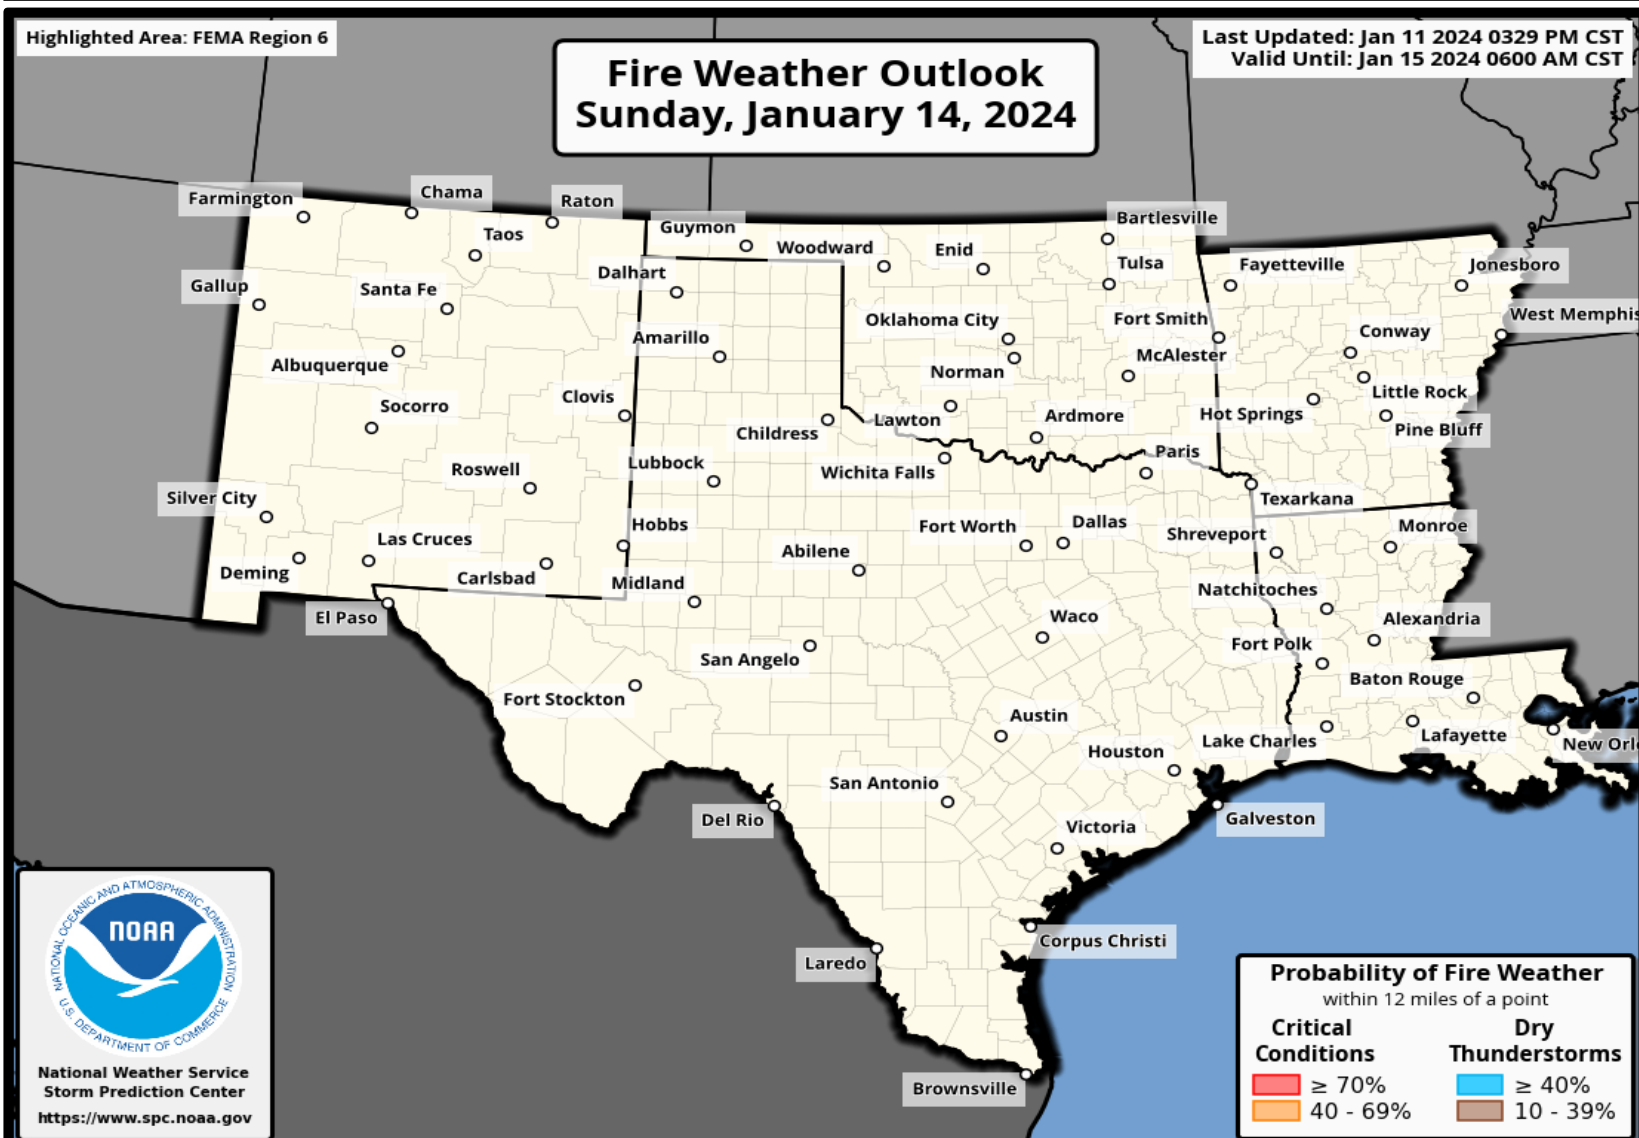 Highlighted Area: FEMA Region 6
Fire Weather Outlook
Sunday, January 14, 2024
Last Updated: Jan 11 2024 0329 PM CST
Valid Until: Jan 15 2024 0600 AM CST
Farmington
Chama
Raton
Taos
Guymon
Woodward
Enid
Bartlesville
Tulsa
Fayetteville
Jonesboro
Gallup
Santa Fe
Dalhart
Oklahoma City
Fort Smith
West Memphis
Amarillo
Conway
Albuquerque
Norman
McAlester
Little Rock
Clovis
Socorro
Childress
Lawton
Ardmore
Hot Springs
Pine Bluff
Roswell
Lubbock
Wichita Falls
Paris
Silver City
Texarkana
Hobbs
Las Cruces
Fort Worth
Dallas
Shreveport
Monroe
Deming
Carlsbad
Midland
Abilene
Natchitoches
El Paso
Waco
Alexandria
San Angelo
Fort Polk
Fort Stockton
Baton Rouge
Austin
Houston
Lake Charles
Lafayette
New Orl
San Antonio
Del Rio
Victoria
Galveston
Corpus Christi
Laredo
Brownsville
NATIONAL OCEANIC AND ATMOSPHERIC ADMINISTRATION
NOAA
U.S. DEPARTMENT OF COMMERCE
National Weather Service
Storm Prediction Center
https://www.spc.noaa.gov
Probability of Fire Weather
within 12 miles of a point
Critical Conditions
≥ 70%
40 - 69%
Dry Thunderstorms
≥ 40%
10 - 39%